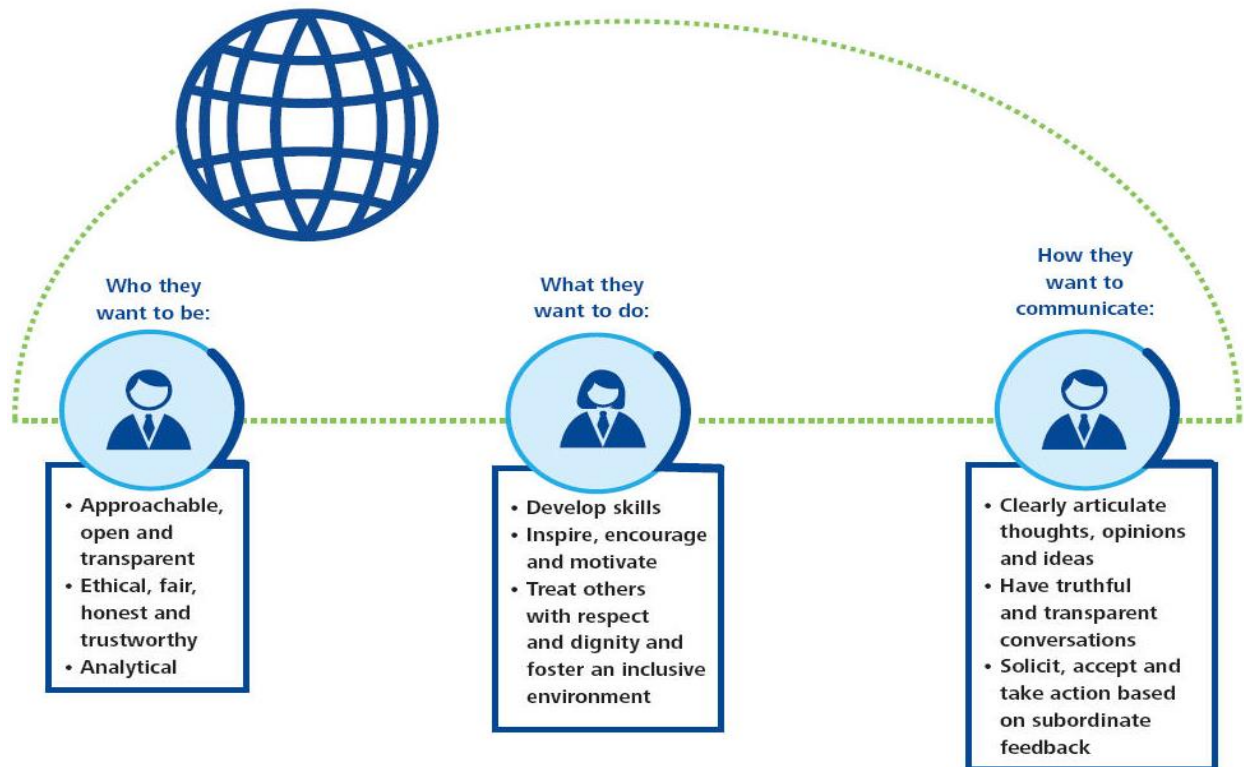 Who they
want to be:
• Approachable,
open and
transparent
• Ethical, fair,
honest and
trustworthy
• Analytical
What they
want to do:
• Develop skills
• Inspire, encourage
and motivate
• Treat others
with respect
and dignity and
foster an inclusive
environment
How they
want to
communicate:
• Clearly articulate
thoughts, opinions
and ideas
• Have truthful
and transparent
conversations
• Solicit, accept and
take action based
on subordinate
feedback